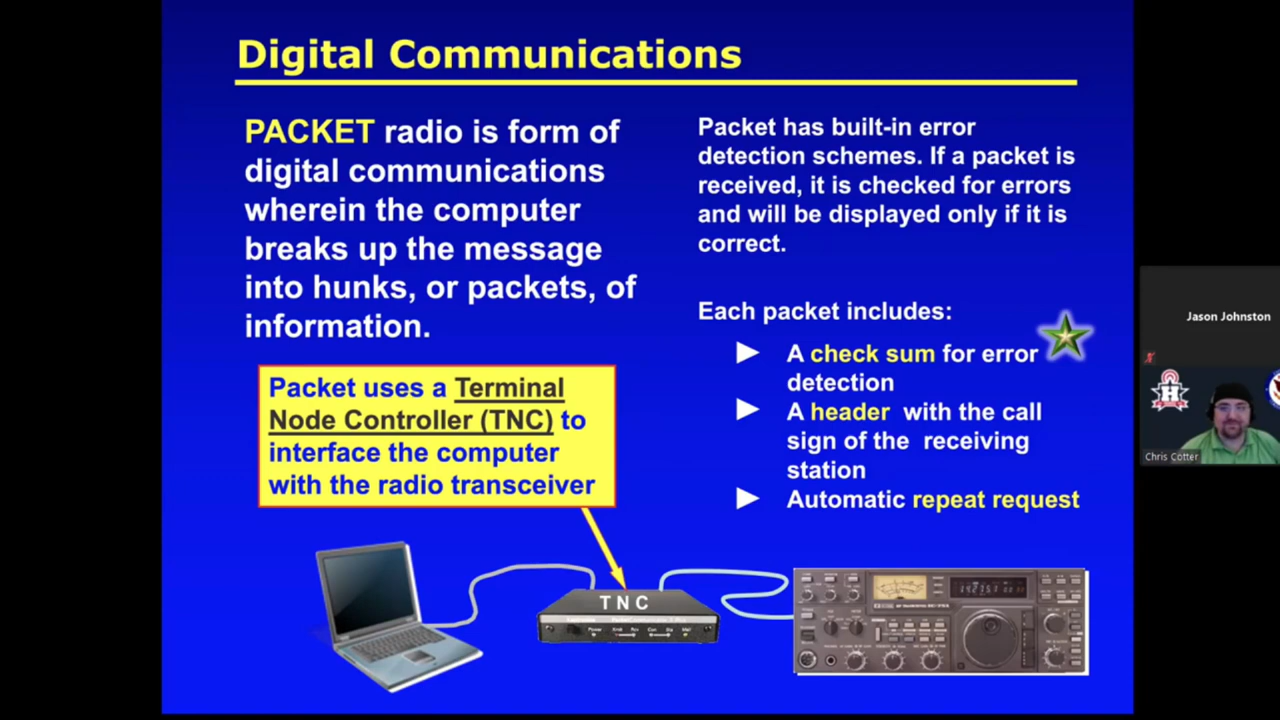 Digital Communications
PACKET radio is form of
digital communications
wherein the computer
breaks up the message
into hunks, or packets, of
information.
Packet uses a Terminal
Node Controller (TNC) to
interface the computer
with the radio transceiver
Packet has built-in error
detection schemes. If a packet is
received, it is checked for errors
and will be displayed only if it is
correct.
Each packet includes:
A check sum for error
detection
A header with the call
sign of the receiving
station
Automatic repeat request
TNC
Power
Jason Johnston
H
Chris Cotter